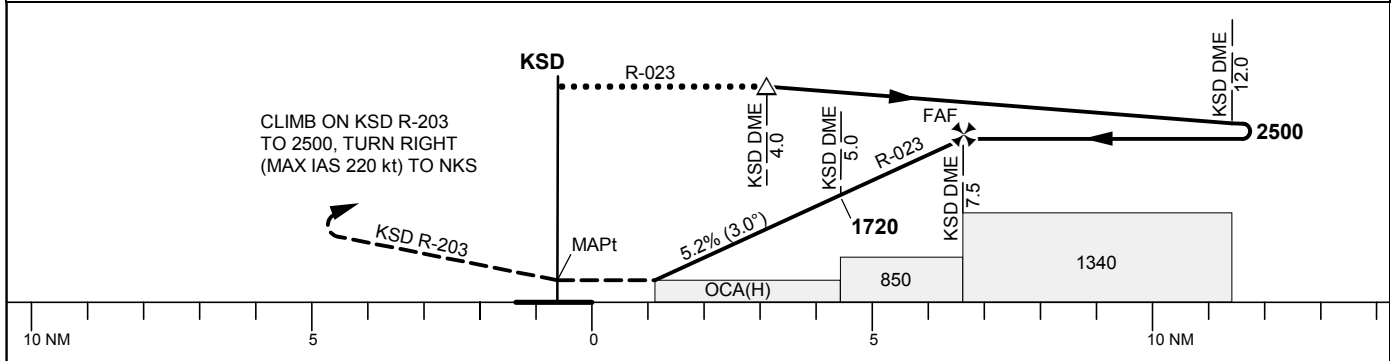 KSD
R-023
CLIMB ON KSD R-203
TO 2500, TURN RIGHT
(MAX IAS 220 kt) TO NKS
KSD R-203
MAPt
5.2% (3.0°)
R-023
KSD DME
4.0
KSD DME
5.0
1720
FAF
KSD DME
7.5
KSD DME
12.0
2500
OCA(H)
850
1340
10 NM
5
0
5
10 NM